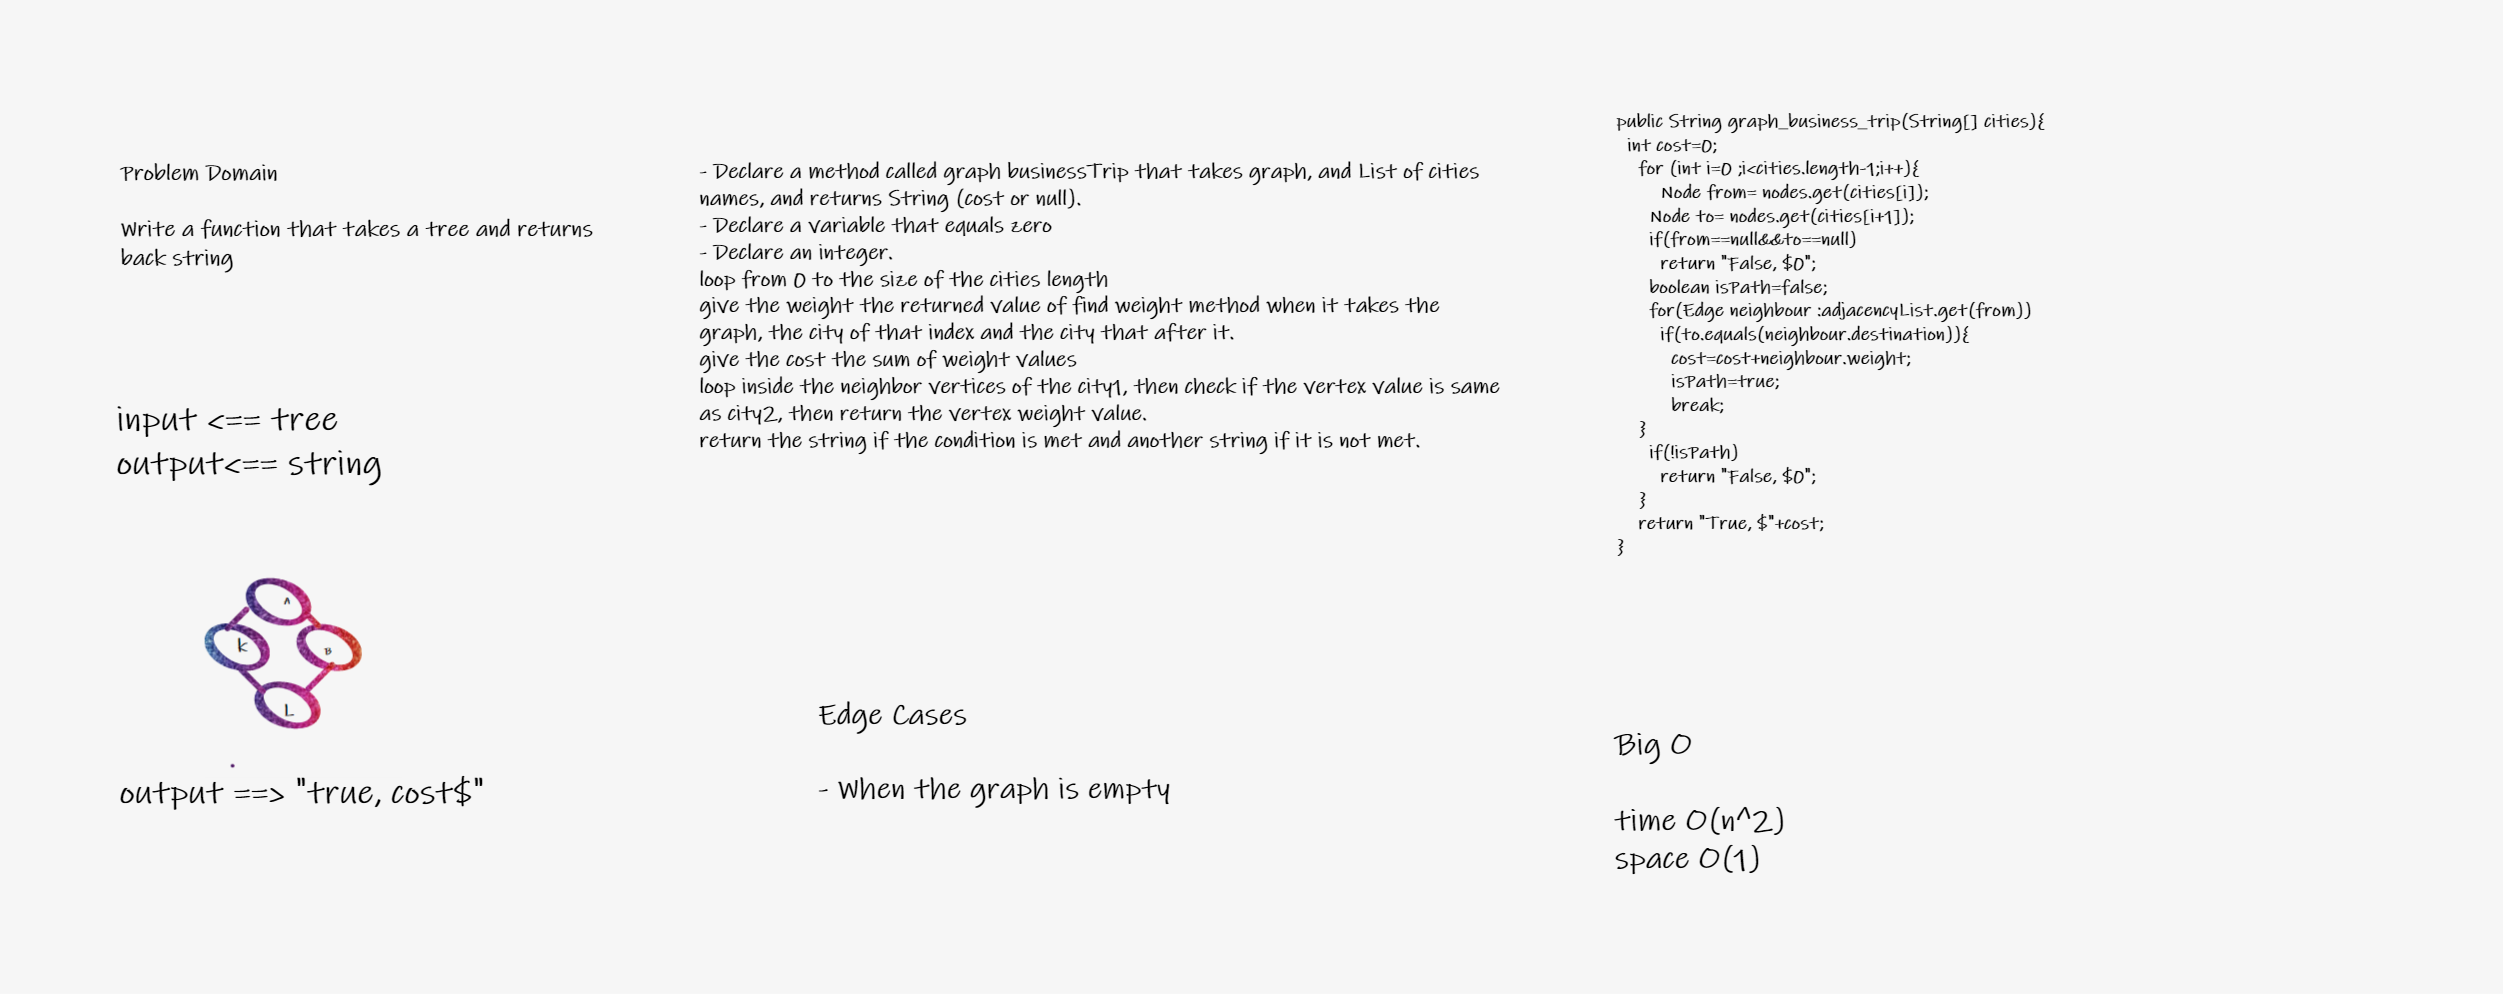 Problem Domain
Write a function that takes a tree and returns
back string
input <== tree
output<== string
A
K
B
L
output ==> "true, cost$"
- Declare a method called graph businessTrip that takes graph, and List of cities
names, and returns String (cost or null).
- Declare a variable that equals zero
- Declare an integer.
loop from 0 to the size of the cities length
give the weight the returned value of find weight method when it takes the
graph, the city of that index and the city that after it.
give the cost the sum of weight values
loop inside the neighbor vertices of the city1, then check if the vertex value is same
as city2, then return the vertex weight value.
return the string if the condition is met and another string if it is not met.
Edge Cases
- When the graph is empty
public String graph_business_trip(String[] cities){
int cost=0;
for (int i=0 ;i<cities.length-1;i++){
Node from= nodes.get(cities[i]);
Node to= nodes.get(cities[i+1]);
if(from==null&&to==null)
return "False, $0";
boolean isPath=false;
for(Edge neighbour :adjacencyList.get(from))
if(to.equals(neighbour.destination)){
cost=cost+neighbour.weight;
isPath=true;
break;
}
if(!isPath)
return "False, $0";
}
return "True, $"+cost;
}
Big O
time O(n^2)
space O(1)